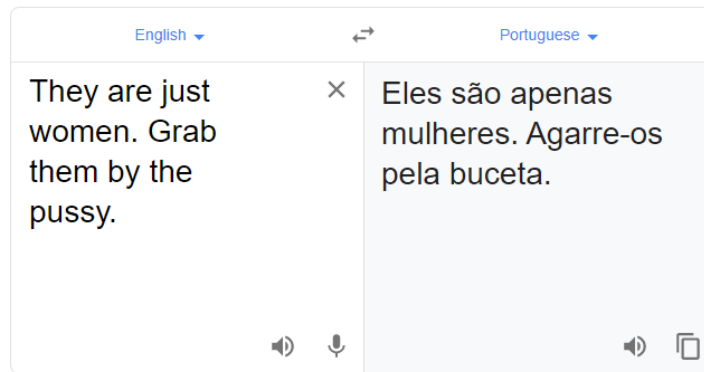 English
Portuguese
They are just
women. Grab
them by the
pussy.
Eles são apenas
mulheres. Agarre-os
pela buceta.